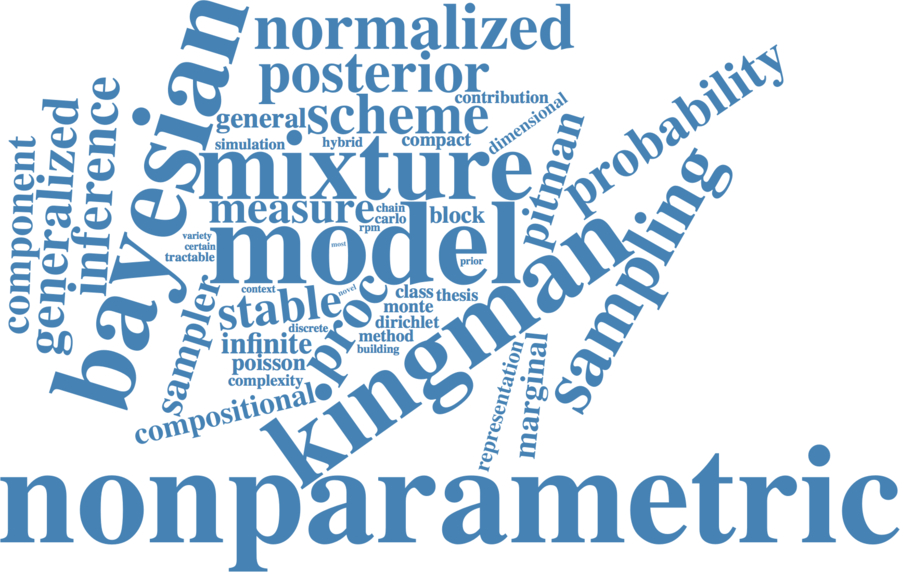 normalized
posterior
bayesian
contribution
general
scheme
dimensional
probability
simulation
hybrid
compact
mixture
pitman
component
generalized
inference
measure
chain
carlo
rpm
block
sampling
variety
certain
tractable
model
most
prior
kingman
context
novel
stable
proc
class
thesis
monte
discrete
dirichlet
infinite
method
building
sampler
poisson
complexity
compositional
representation
marginal
nonparametric